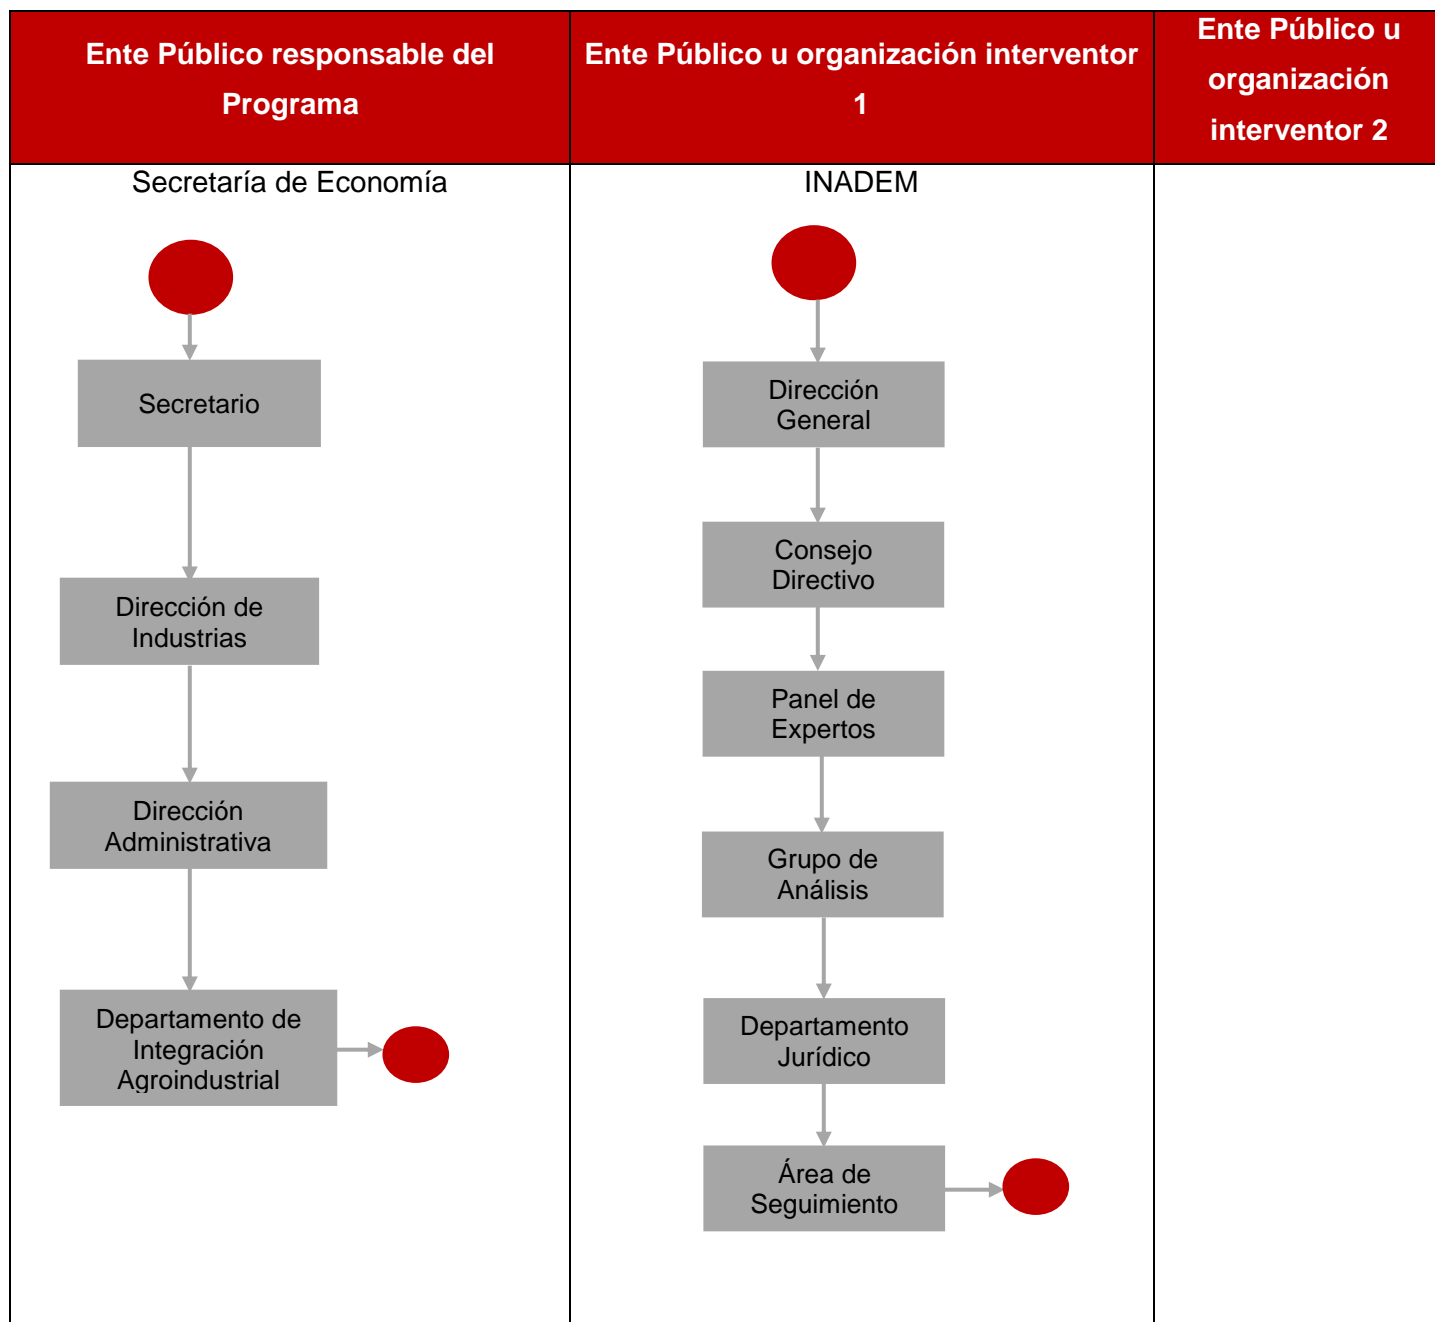 Ente Público responsable del
Programa
Ente Público u organización interventor
1
Ente Público u
organización
interventor 2
Secretaría de Economía
Secretario
Dirección de
Industrias
Dirección
Administrativa
Departamento de
Integración
Agroindustrial
INADEM
Dirección
General
Consejo
Directivo
Panel de
Expertos
Grupo de
Análisis
Departamento
Jurídico
Área de
Seguimiento